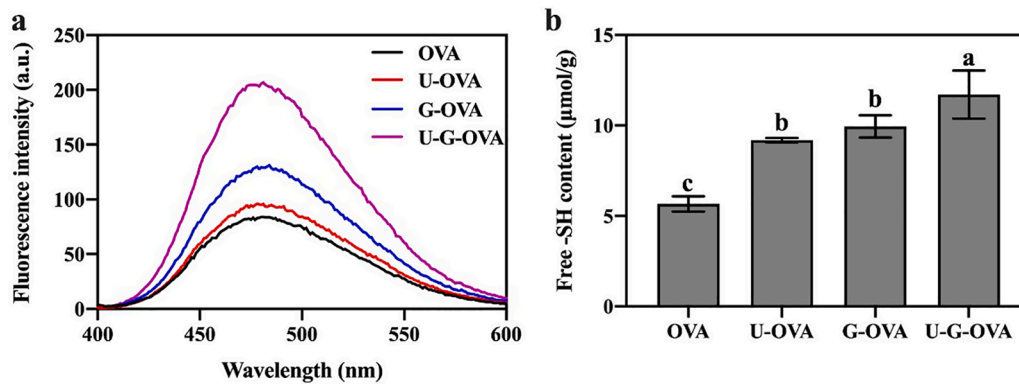 a
Fluorescence intensity (a.u.)
250
200
150
100
50
0
400
450
500
550
600
Wavelength (nm)
OVA
U-OVA
G-OVA
U-G-OVA
b
Free -SH content (μmol/g)
15
10
5
0
c
b
b
a
OVA
U-OVA
G-OVA
U-G-OVA